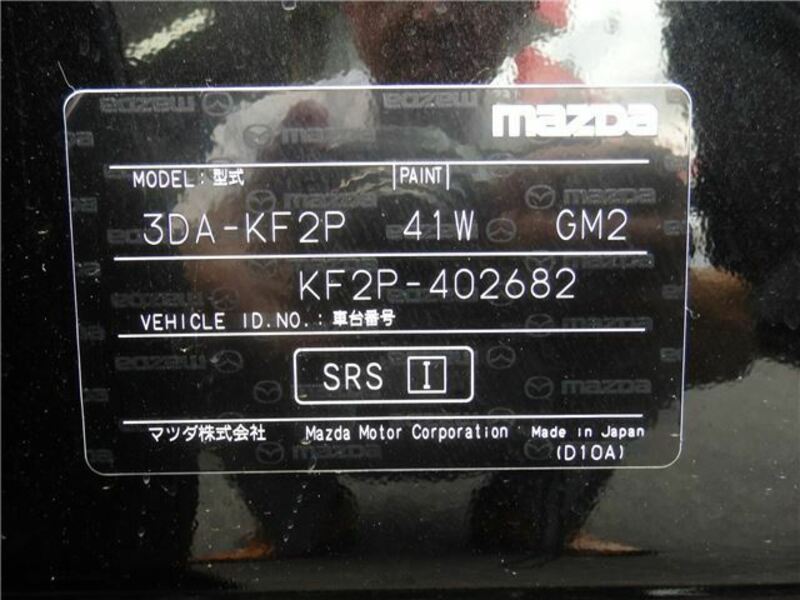 mazda
MODEL : 型式 PAINT
3DA-KF2P 41W GM2
KF2P-402682
VEHICLE ID.NO. : 車台番号
SRS I
マツダ株式会社 Mazda Motor Corporation Made in Japan
(D10A)